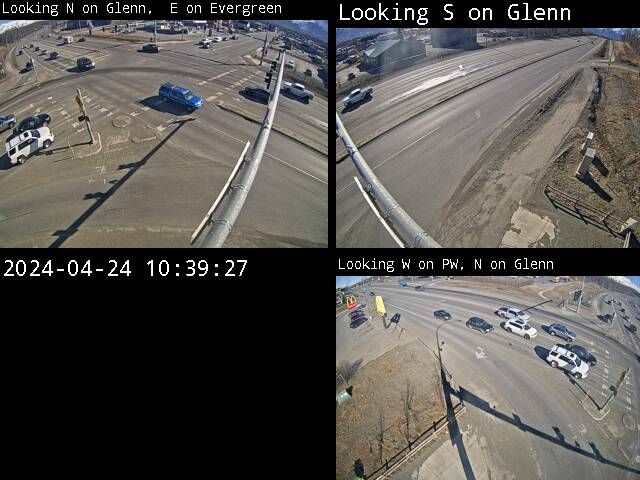 Looking N on Glenn,  E on Evergreen
Looking S on Glenn
2024-04-24 10:39:27
Looking W on PW, N on Glenn